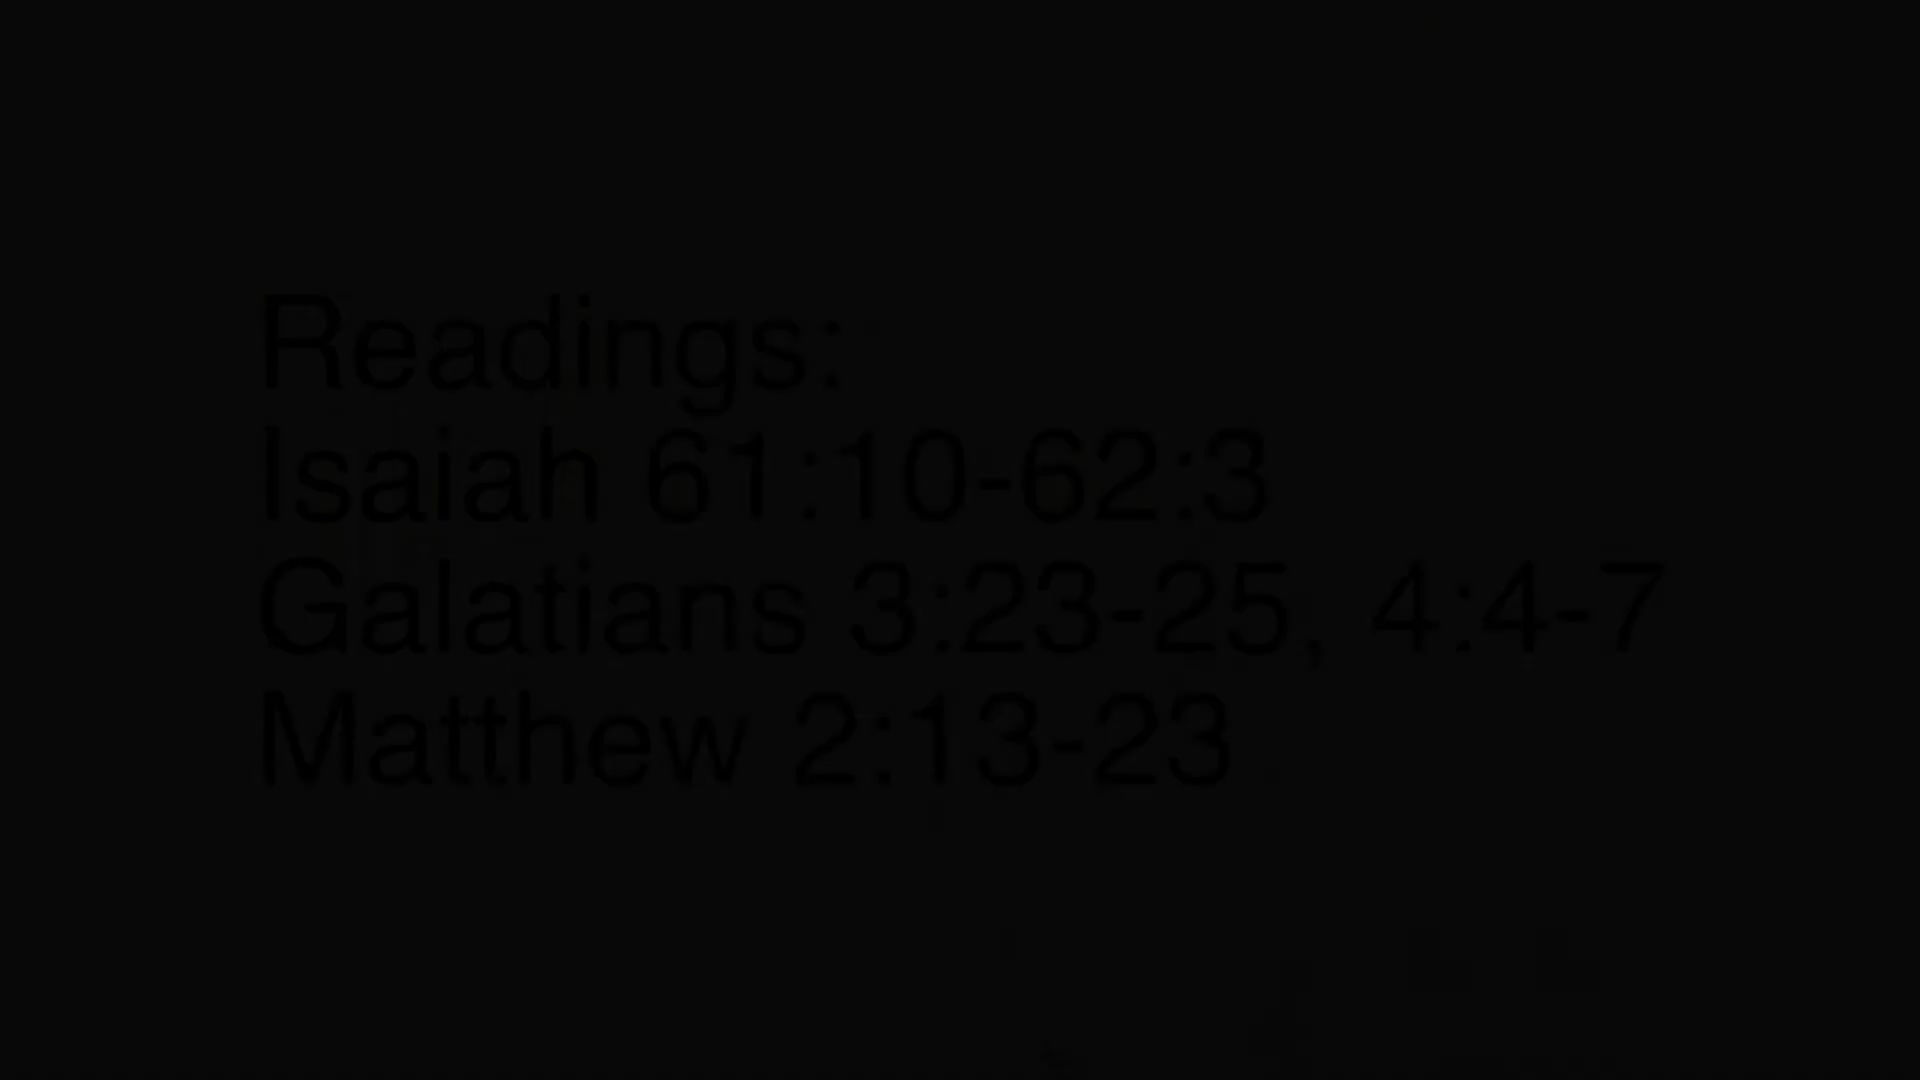 Readings:
Isaiah 61:10-62:3
Galatians 3:23-25, 4:4-7
Matthew 2:13-23